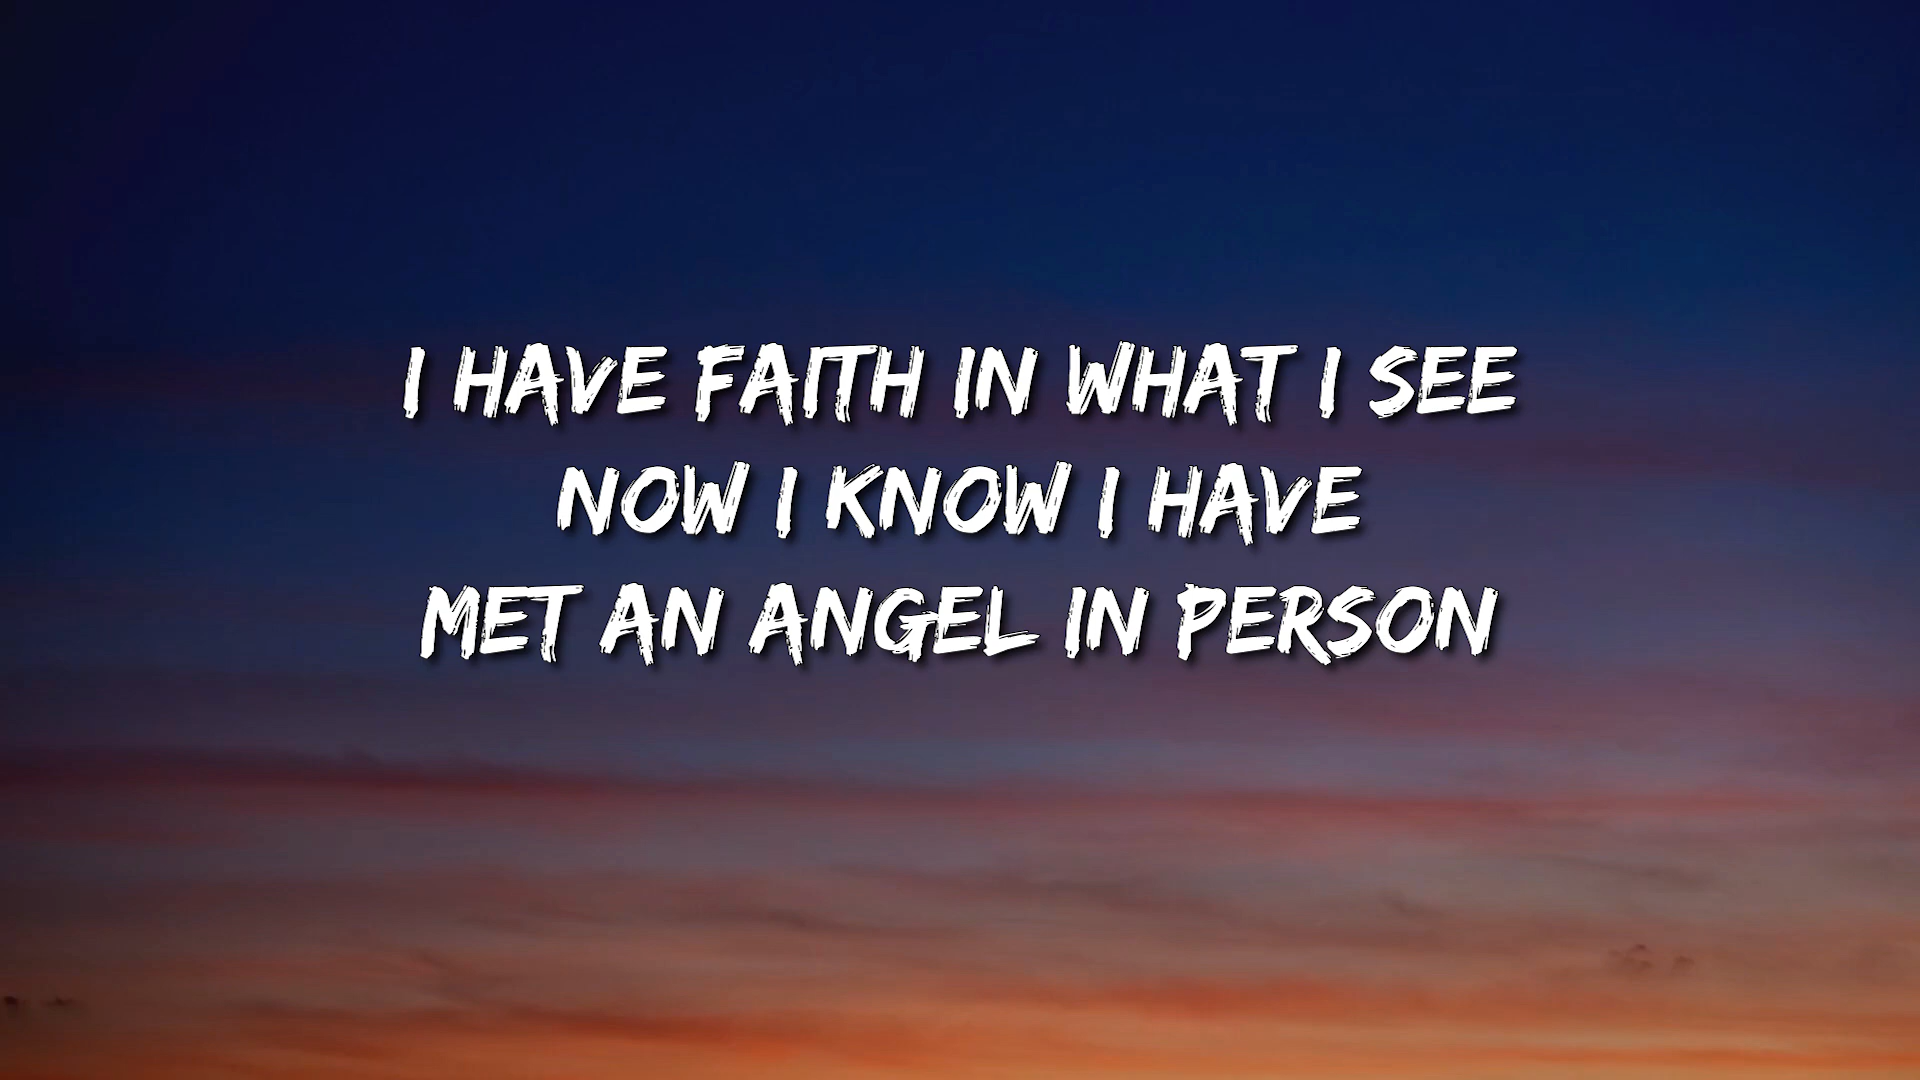 I HAVE FAITH IN WHAT I SEE
NOW I KNOW I HAVE
MET AN ANGEL IN PERSON